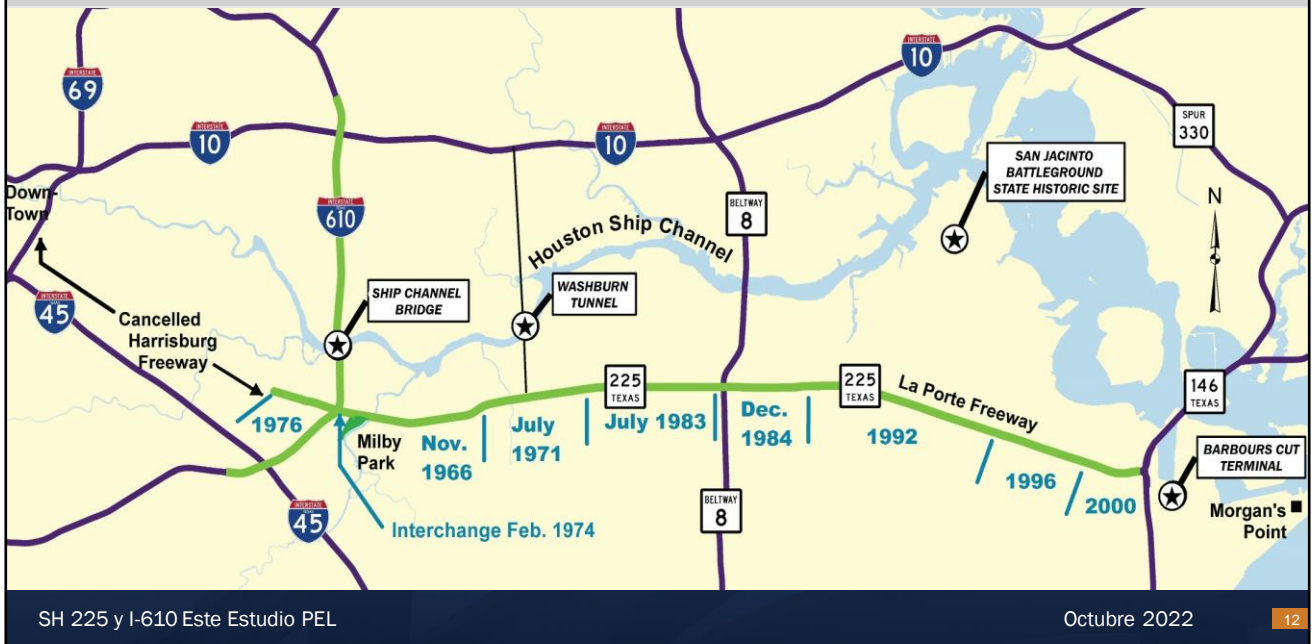 INTERSTATE
69
INTERSTATE
10
INTERSTATE
10
INTERSTATE
10
SPUR
330
Down-
Town
INTERSTATE
TEXAS
610
BELTWAY
8
SAN JACINTO
BATTLEGROUND
STATE HISTORIC SITE
N
Houston Ship Channel
INTERSTATE
45
SHIP CHANNEL
BRIDGE
WASHBURN
TUNNEL
Cancelled
Harrisburg
Freeway
225
TEXAS
225
TEXAS
La Porte Freeway
146
TEXAS
1976
Milby
Park
Nov.
1966
July
1971
July 1983
Dec.
1984
1992
1996
2000
BARBOURS CUT
TERMINAL
Morgan's
Point
INTERSTATE
45
BELTWAY
8
Interchange Feb. 1974
SH 225 y I-610 Este Estudio PEL
Octubre 2022
12